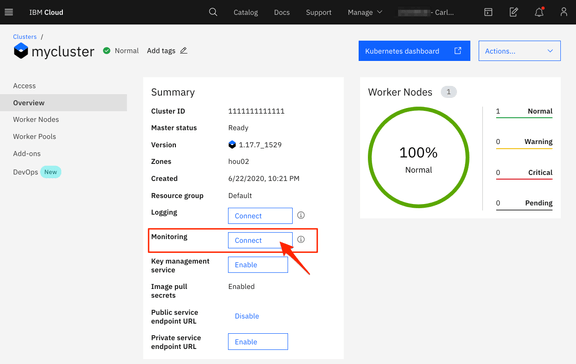 IBM Cloud
Catalog
Docs
Support
Manage
- Carl...
Clusters /
mycluster
Normal
Add tags
Kubernetes dashboard
Actions...
Access
Overview
Worker Nodes
Worker Pools
Add-ons
DevOps New
Summary
Cluster ID 1111111111111
Master status Ready
Version 1.17.7_1529
Zones hou02
Created 6/22/2020, 10:21 PM
Resource group Default
Logging Connect
Monitoring Connect
Key management
service
Enable
Image pull
secrets
Enabled
Public service
endpoint URL
Disable
Private service
endpoint URL
Enable
Worker Nodes 1
100%
Normal
1 Normal
0 Warning
0 Critical
0 Pending